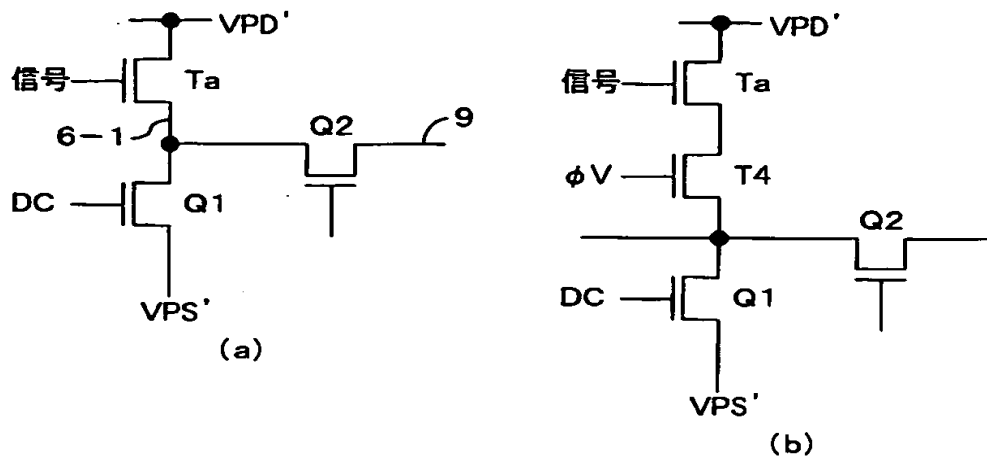 VPD'
信号
Ta
6-1
Q2
9
DC
Q1
VPS'
(a)
VPD'
信号
Ta
φV
T4
Q2
DC
Q1
VPS'
(b)